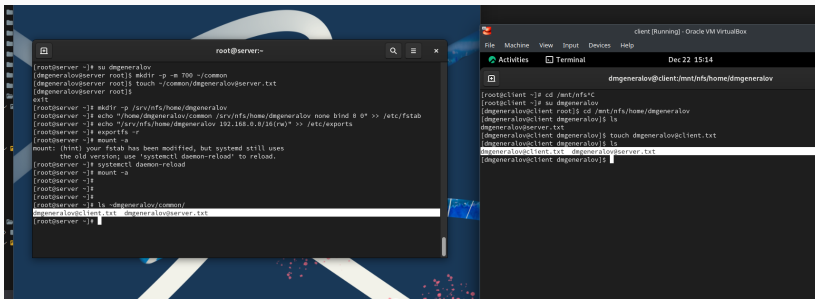 root@server:~
[root@server ~]# su dmgeneralov
[dmgeneralov@server root]$ mkdir -p -m 700 ~/common
[dmgeneralov@server root]$ touch ~/common/dmgeneralov@server.txt
[dmgeneralov@server root]$
exit
[root@server ~]# mkdir -p /srv/nfs/home/dmgeneralov
[root@server ~]# echo "/home/dmgeneralov/common /srv/nfs/home/dmgeneralov none bind 0 0" >> /etc/fstab
[root@server ~]# echo "/srv/nfs/home/dmgeneralov 192.168.0.0/16(rw)" >> /etc/exports
[root@server ~]# exportfs -r
[root@server ~]# mount -a
mount: (hint) your fstab has been modified, but systemd still uses
the old version; use 'systemctl daemon-reload' to reload.
[root@server ~]# systemctl daemon-reload
[root@server ~]# mount -a
[root@server ~]#
[root@server ~]#
[root@server ~]#
[root@server ~]# ls ~dmgeneralov/common/
dmgeneralov@client.txt dmgeneralov@server.txt
[root@server ~]#
client [Running] - Oracle VM VirtualBox
File Machine View Input Devices Help
Activities Terminal Dec 22 15:14
dmgeneralov@client:/mnt/nfs/home/dmgeneralov
[root@client ~]# cd /mnt/nfs^C
[root@client ~]# su dmgeneralov
[dmgeneralov@client root]$ cd /mnt/nfs/home/dmgeneralov
[dmgeneralov@client dmgeneralov]$ ls
dmgeneralov@server.txt
[dmgeneralov@client dmgeneralov]$ touch dmgeneralov@client.txt
[dmgeneralov@client dmgeneralov]$ ls
dmgeneralov@client.txt dmgeneralov@server.txt
[dmgeneralov@client dmgeneralov]$